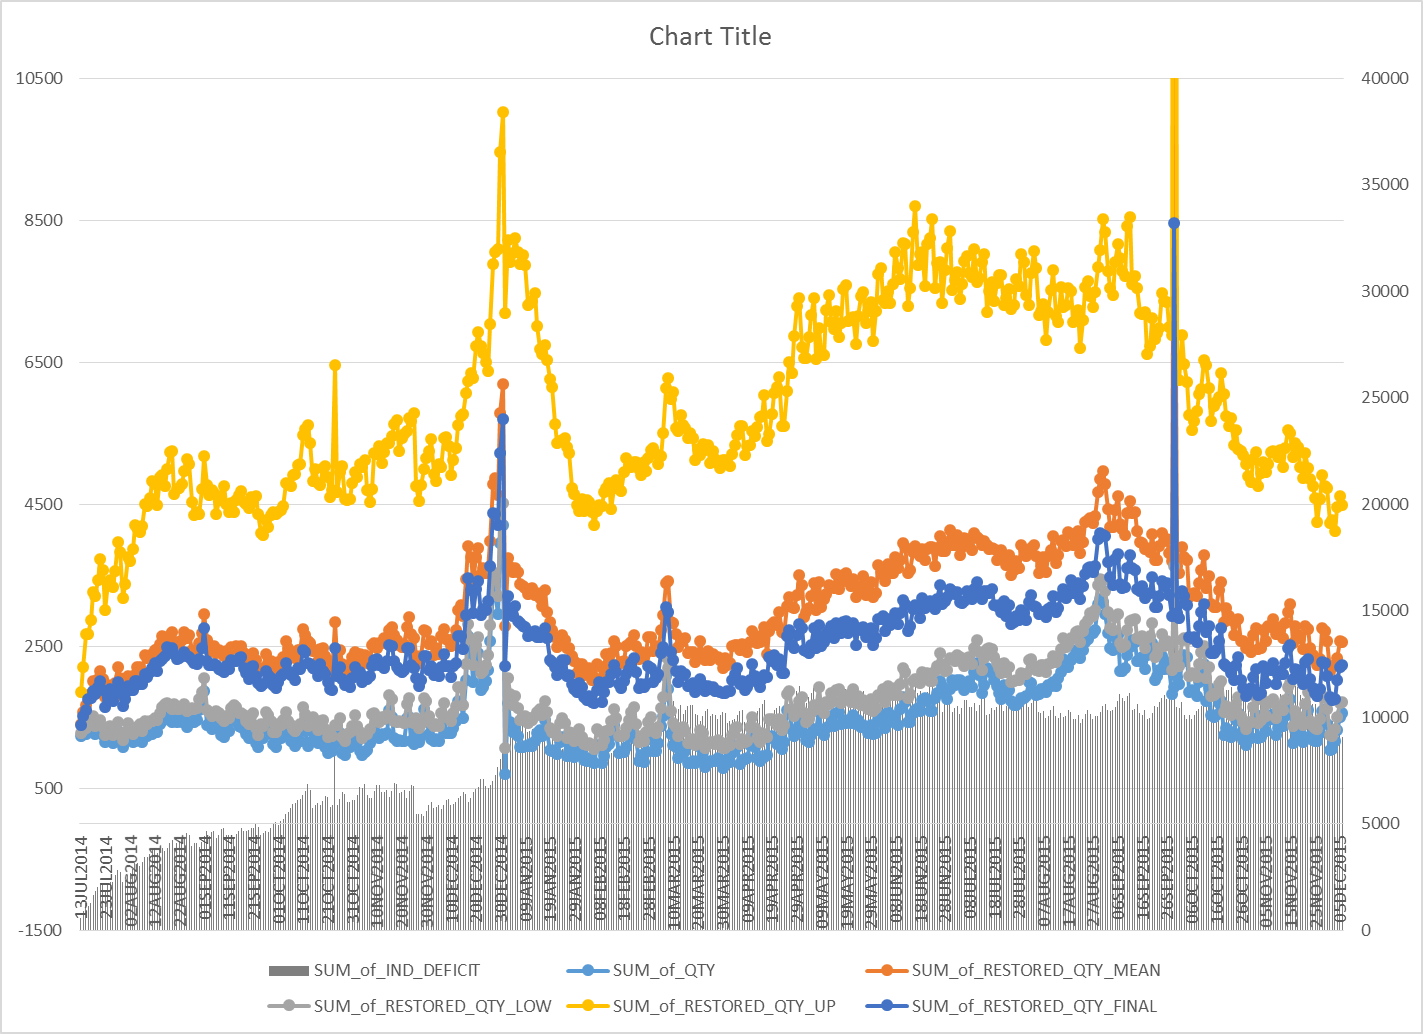 Chart Title
10500
8500
6500
4500
2500
500
-1500
40000
35000
30000
25000
20000
15000
10000
5000
0
13JUL2014
23JUL2014
02AUG2014
12AUG2014
22AUG2014
01SEP2014
11SEP2014
23SEP2014
01OCT2014
11OCT2014
21OCT2014
31OCT2014
10NOV2014
20NOV2014
30NOV2014
10DEC2014
20DEC2014
30DEC2014
09JAN2015
19JAN2015
29JAN2015
08FEB2015
18FEB2015
28FEB2015
10MAR2015
20MAR2015
30MAR2015
09APR2015
19APR2015
29APR2015
09MAY2015
19MAY2015
29MAY2015
08JUN2015
18JUN2015
28JUN2015
08JUL2015
18JUL2015
28JUL2015
07AUG2015
17AUG2015
27AUG2015
06SEP2015
16SEP2015
26SEP2015
06OCT2015
16OCT2015
26OCT2015
05NOV2015
15NOV2015
25NOV2015
05DEC2015
SUM_of_IND_DEFICIT SUM_of_QTY SUM_of_RESTORED_QTY_MEAN
SUM_of_RESTORED_QTY_LOW SUM_of_RESTORED_QTY_UP SUM_of_RESTORED_QTY_FINAL